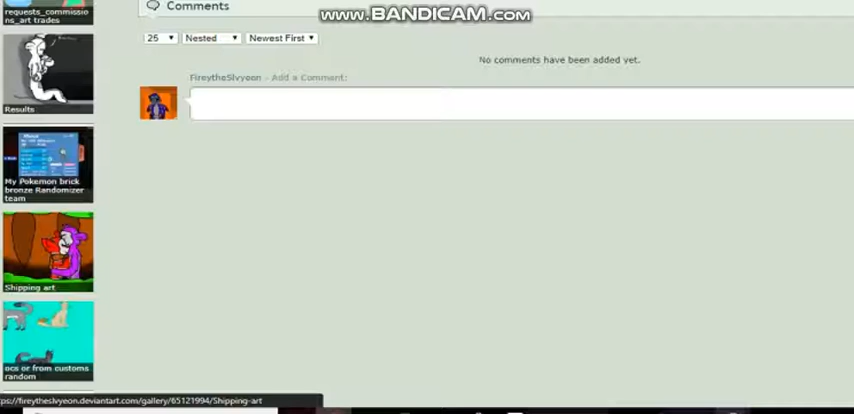 Comments
www.BANDICAM.com
requests_commissio
ns_art trades
25
Nested
Newest First
No comments have been added yet.
FireytheSlvyeon - Add a Comment:
Results
My Pokemon brick
bronze Randomizer
team
Shipping art
ocs or from customs
random
tps://fireytheslvyeon.deviantart.com/gallery/65121994/Shipping-art